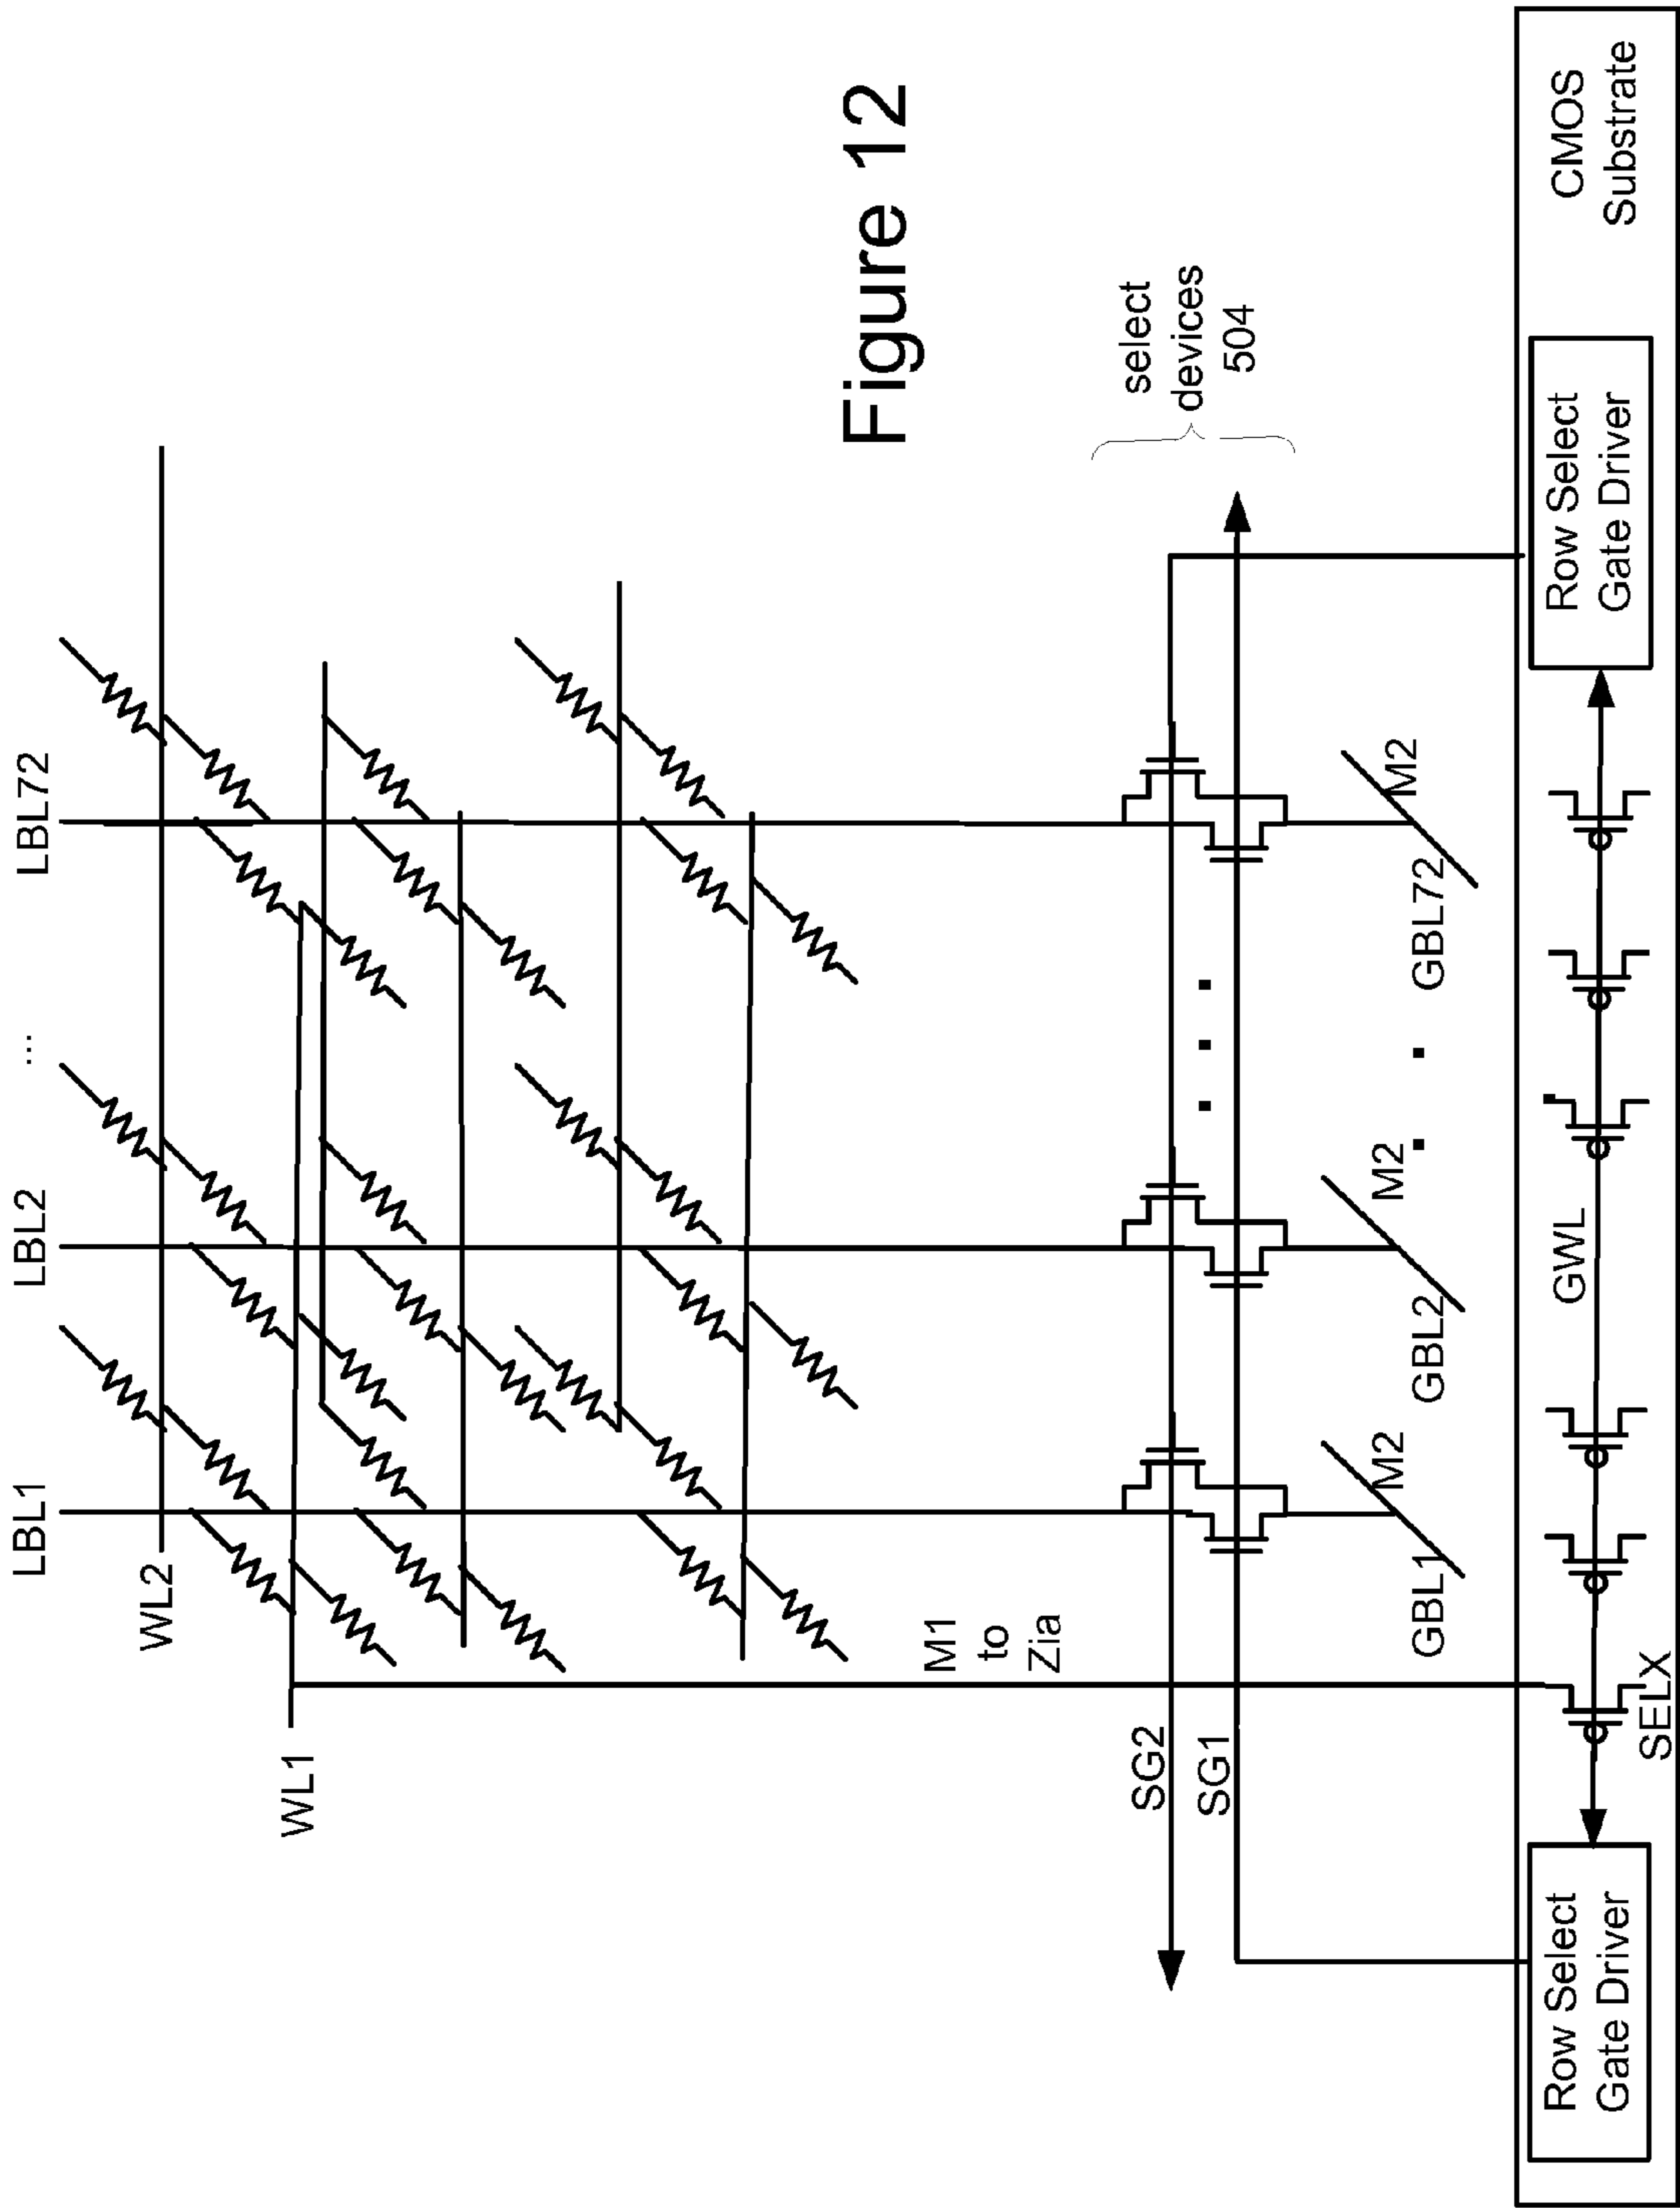 LBL1
LBL2
...
LBL72
WL2
WL1
M1
to
Zia
SG2
SG1
select
devices
504
GBL1
M2
GBL2
M2
GBL72
M2
GWL
SELX
Row Select
Gate Driver
Row Select
Gate Driver
CMOS
Substrate
Figure 12